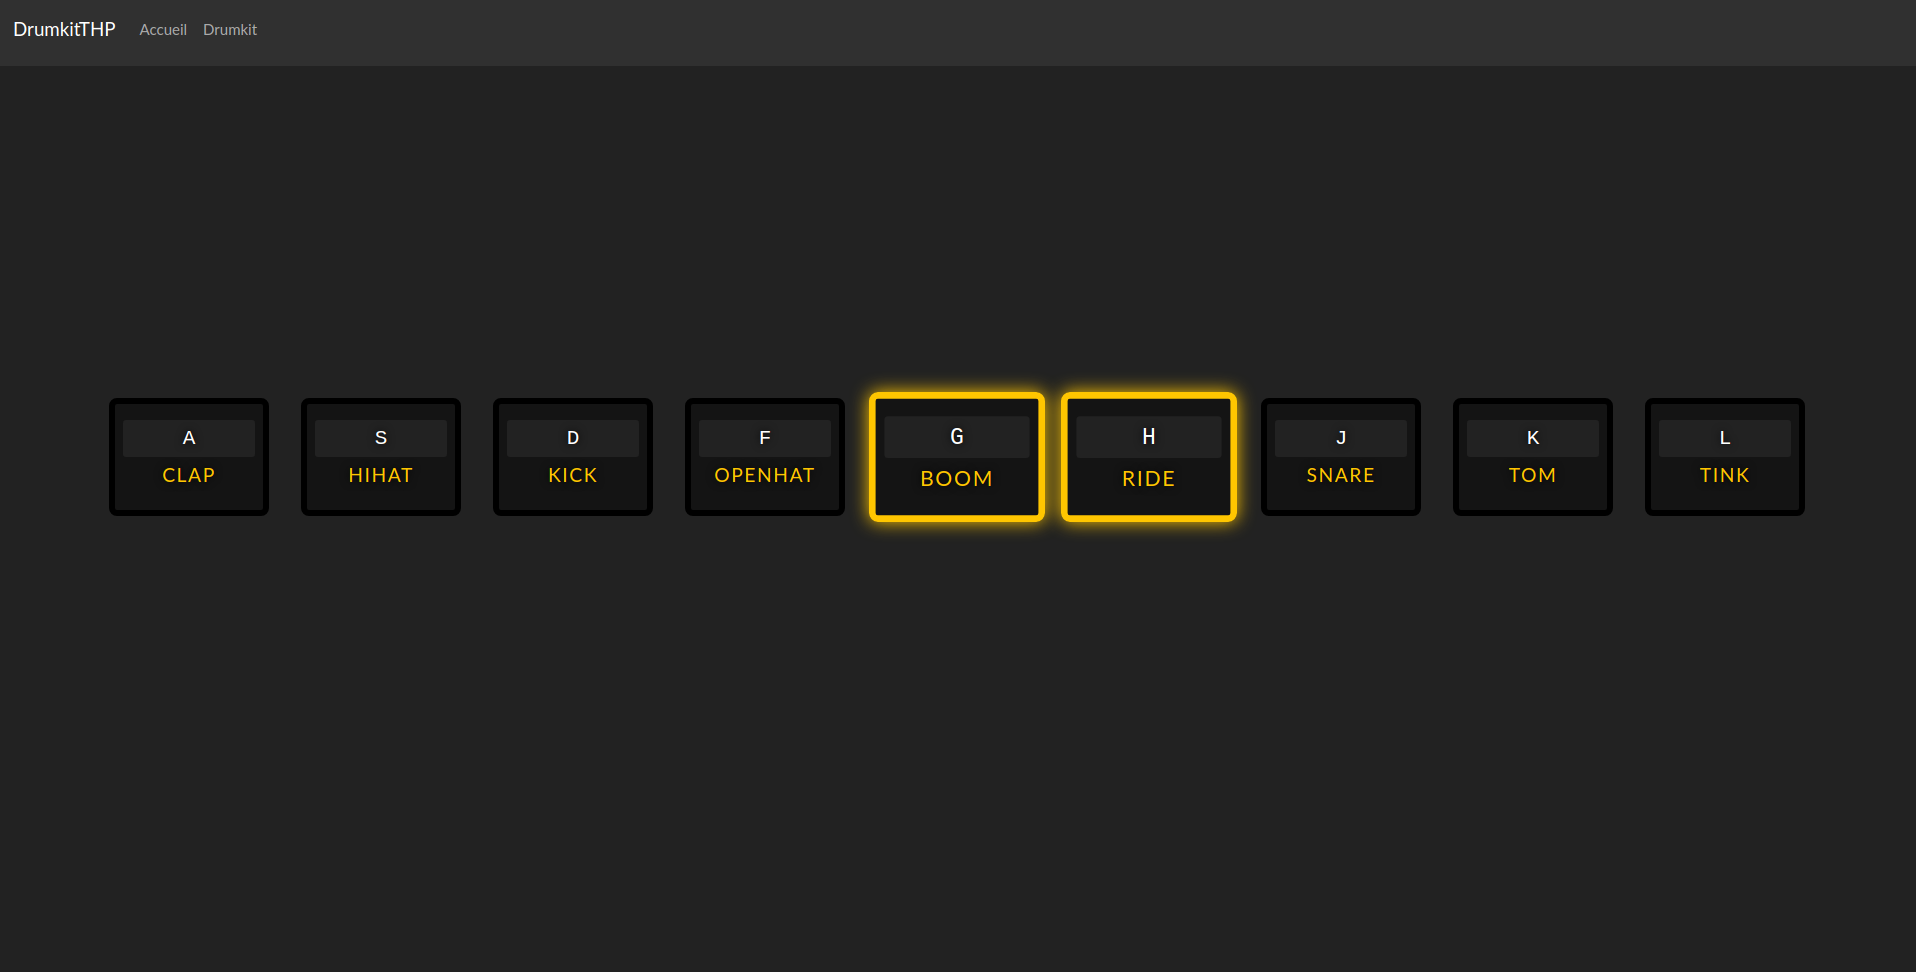 DrumkitTHP Accueil Drumkit
A S D F G H J K L
CLAP HIHAT KICK OPENHAT BOOM RIDE SNARE TOM TINK